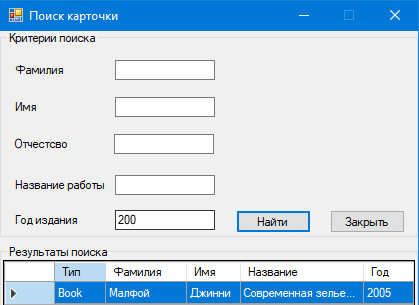 Поиск карточки
Критерии поиска
Фамилия
Имя
Отчестсво
Название работы
Год издания 200 Найти Закрыть
Результаты поиска
Тип Фамилия Имя Название Год
Book Малфой Джинни Современная зелье... 2005